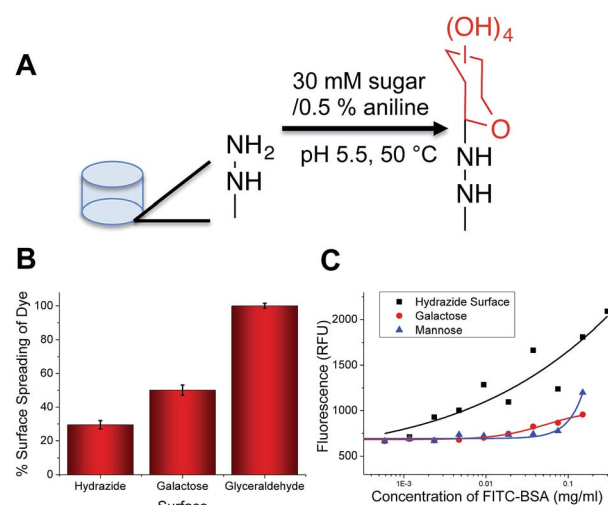 A
(OH)4
30 mM sugar
/0.5 % aniline
pH 5.5, 50 °C
NH2
NH
O
NH
NH
B
% Surface Spreading of Dye
100
80
60
40
20
0
Hydrazide
Galactose
Glyceraldehyde
C
Hydrazide Surface
Galactose
Mannose
Fluorescence (RFU)
2000
1500
1000
500
1E-3
0.01
0.1
Concentration of FITC-BSA (mg/ml)